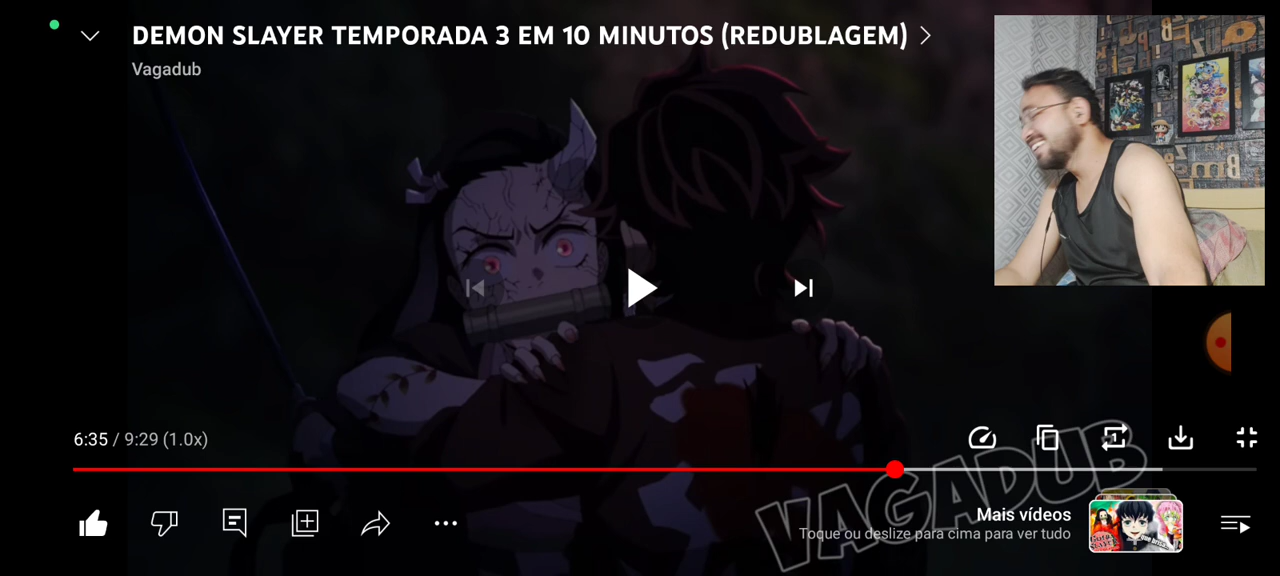 DEMON SLAYER TEMPORADA 3 EM 10 MINUTOS (REDUBLAGEM)
Vagadub
6:35 / 9:29 (1.0x)
1
VAGADUB
Mais vídeos
Toque ou deslize para cima para ver tudo